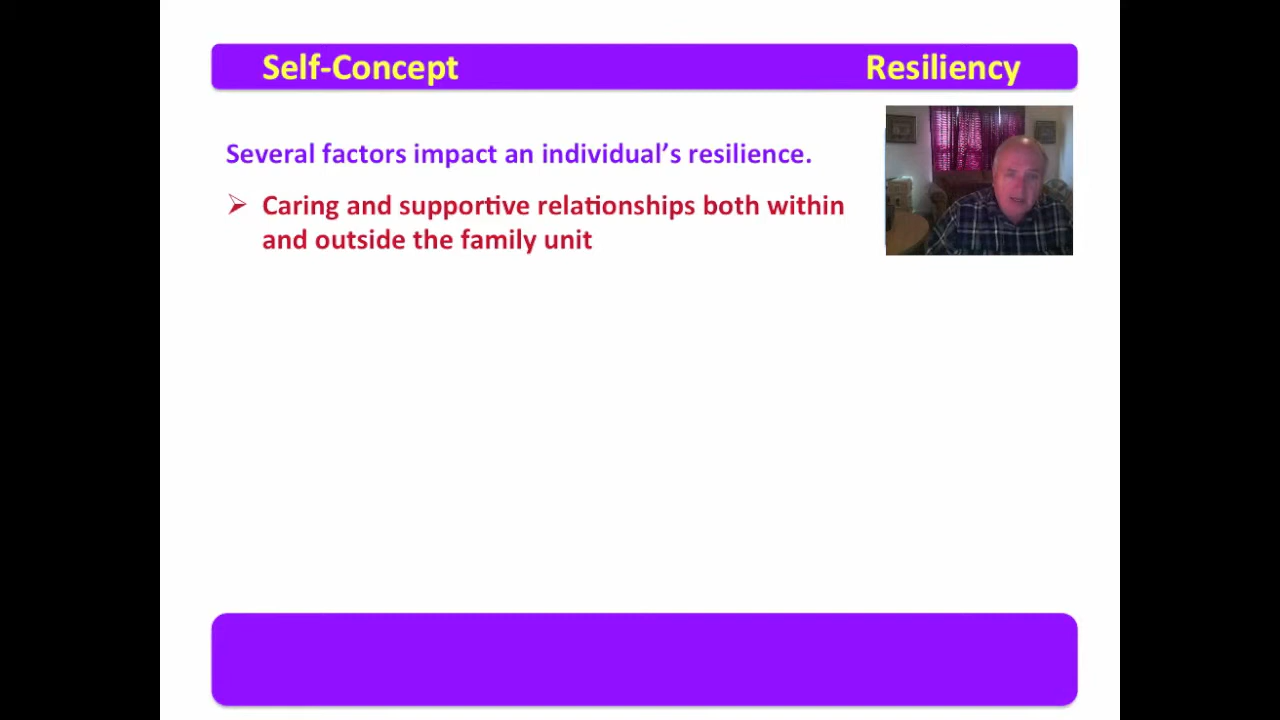 Self-Concept Resiliency
Several factors impact an individual’s resilience.
Caring and supportive relationships both within
and outside the family unit